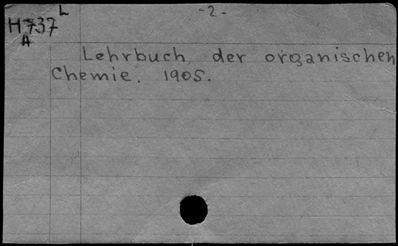 L
-2-
H737
A
Lehrbuch der organischen
Chemie. 1905.